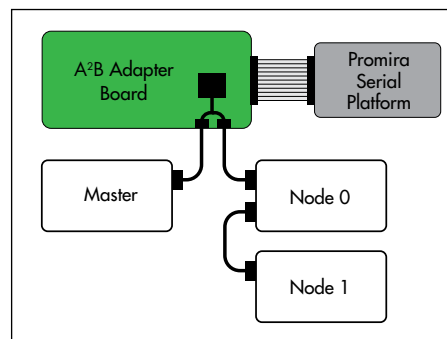 A²B Adapter
Board
Promira
Serial
Platform
Master
Node 0
Node 1